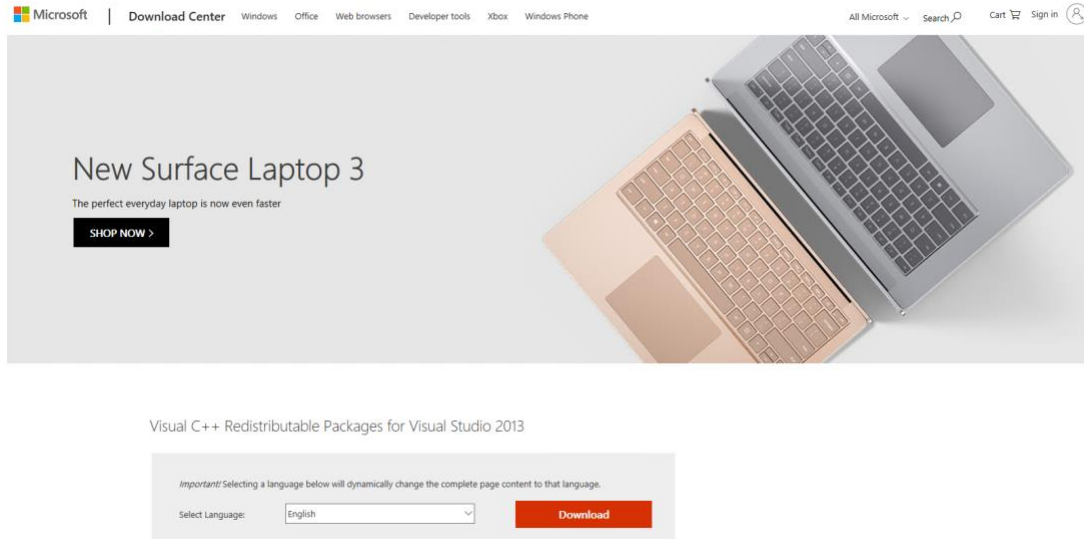 Microsoft | Download Center Windows Office Web browsers Developer tools Xbox Windows Phone All Microsoft Search Cart Sign in
New Surface Laptop 3
The perfect everyday laptop is now even faster
SHOP NOW >
Visual C++ Redistributable Packages for Visual Studio 2013
Important! Selecting a language below will dynamically change the complete page content to that language.
Select Language: English Download